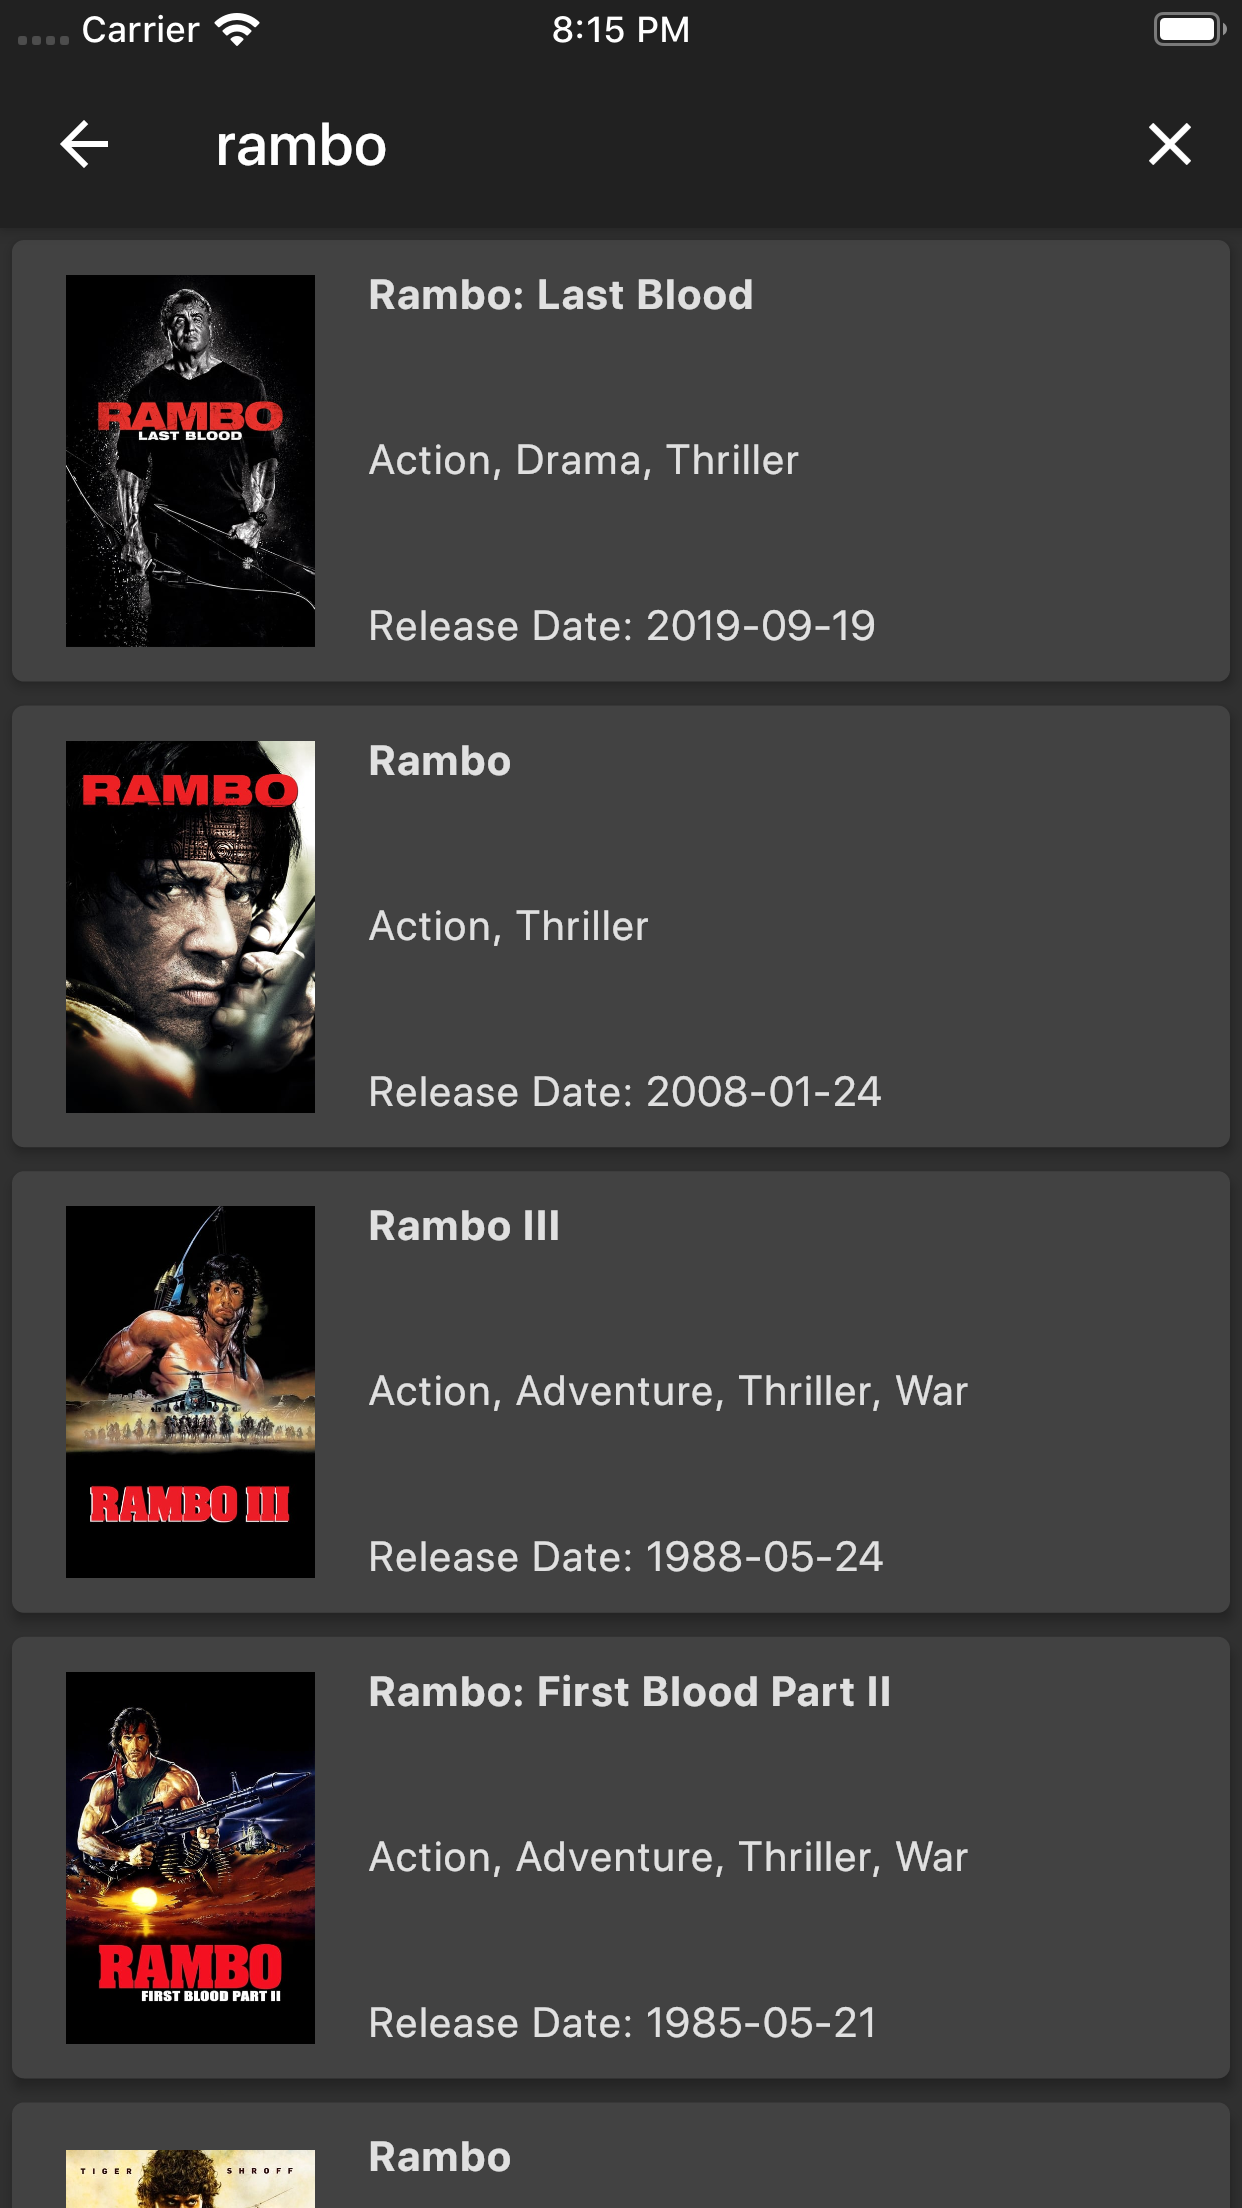 Carrier
8:15 PM
rambo
RAMBO
LAST BLOOD
Rambo: Last Blood
Action, Drama, Thriller
Release Date: 2019-09-19
RAMBO
Rambo
Action, Thriller
Release Date: 2008-01-24
RAMBO III
Rambo III
Action, Adventure, Thriller, War
Release Date: 1988-05-24
RAMBO
FIRST BLOOD PART II
Rambo: First Blood Part II
Action, Adventure, Thriller, War
Release Date: 1985-05-21
TIGER SHROFF
Rambo